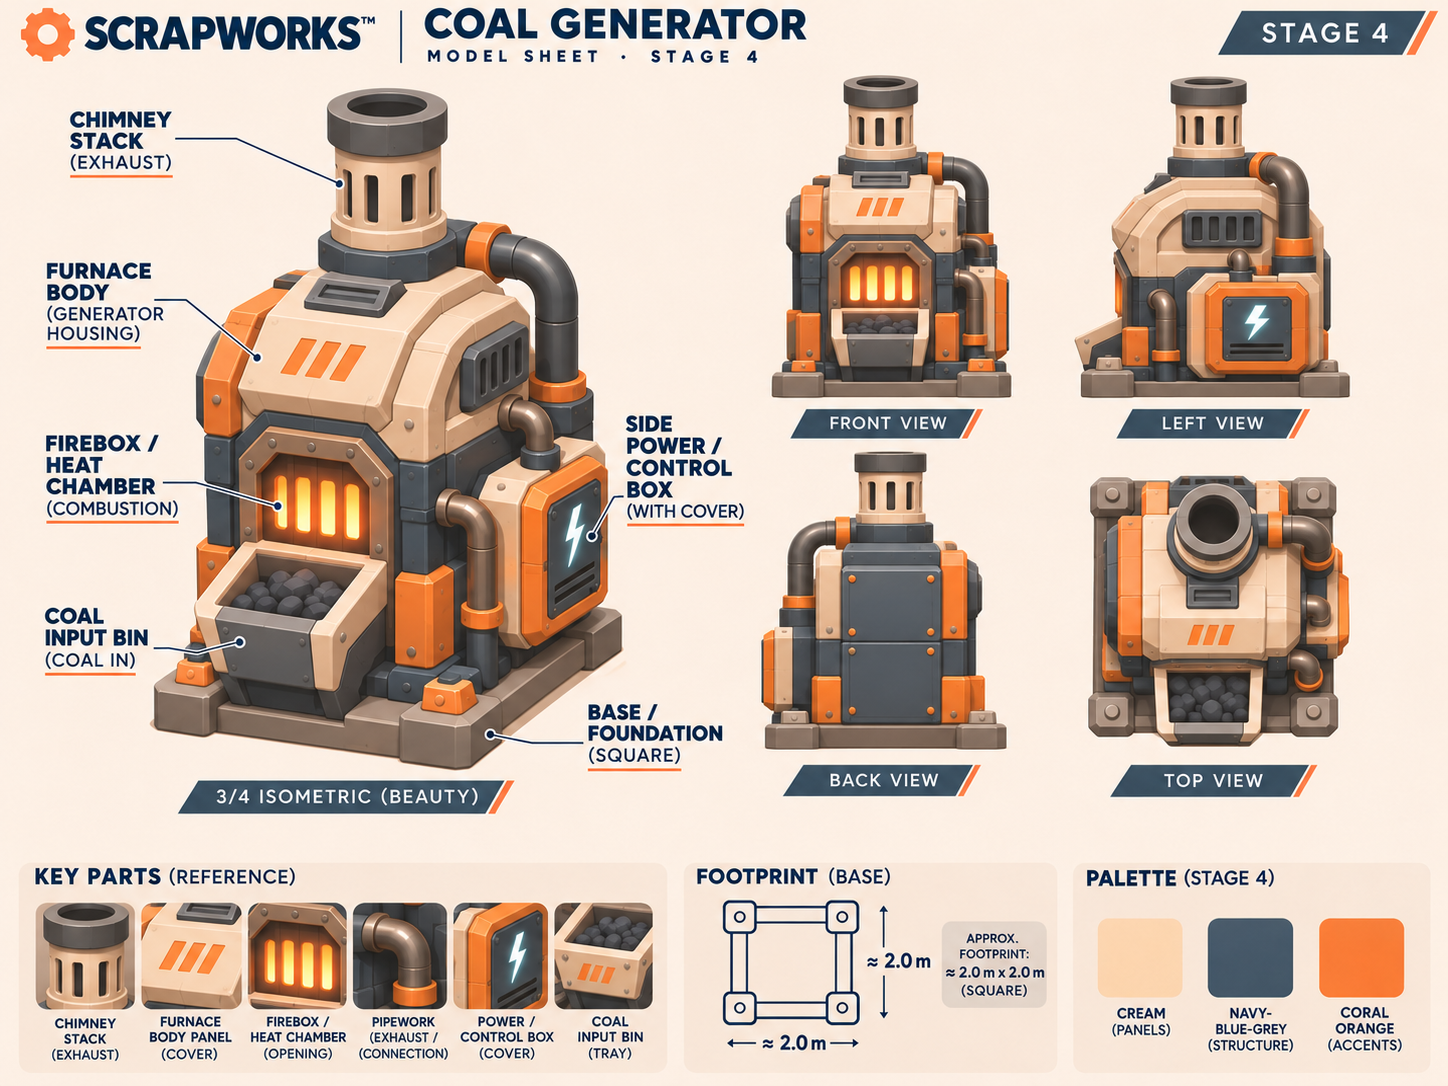 SCRAPWORKS™
COAL GENERATOR
MODEL SHEET · STAGE 4
STAGE 4
CHIMNEY
STACK
(EXHAUST)
FURNACE
BODY
(GENERATOR
HOUSING)
FIREBOX /
HEAT
CHAMBER
(COMBUSTION)
COAL
INPUT BIN
(COAL IN)
SIDE
POWER /
CONTROL
BOX
(WITH COVER)
BASE /
FOUNDATION
(SQUARE)
3/4 ISOMETRIC (BEAUTY)
FRONT VIEW
LEFT VIEW
BACK VIEW
TOP VIEW
KEY PARTS (REFERENCE)
CHIMNEY
STACK
(EXHAUST)
FURNACE
BODY PANEL
(COVER)
FIREBOX /
HEAT CHAMBER
(OPENING)
PIPEWORK
(EXHAUST /
(CONNECTION)
POWER /
CONTROL BOX
(COVER)
COAL
INPUT BIN
(TRAY)
FOOTPRINT (BASE)
≈ 2.0 m
≈ 2.0 m
APPROX.
FOOTPRINT:
≈ 2.0 m x 2.0 m
(SQUARE)
PALETTE (STAGE 4)
CREAM
(PANELS)
NAVY-
BLUE-GREY
(STRUCTURE)
CORAL
ORANGE
(ACCENTS)